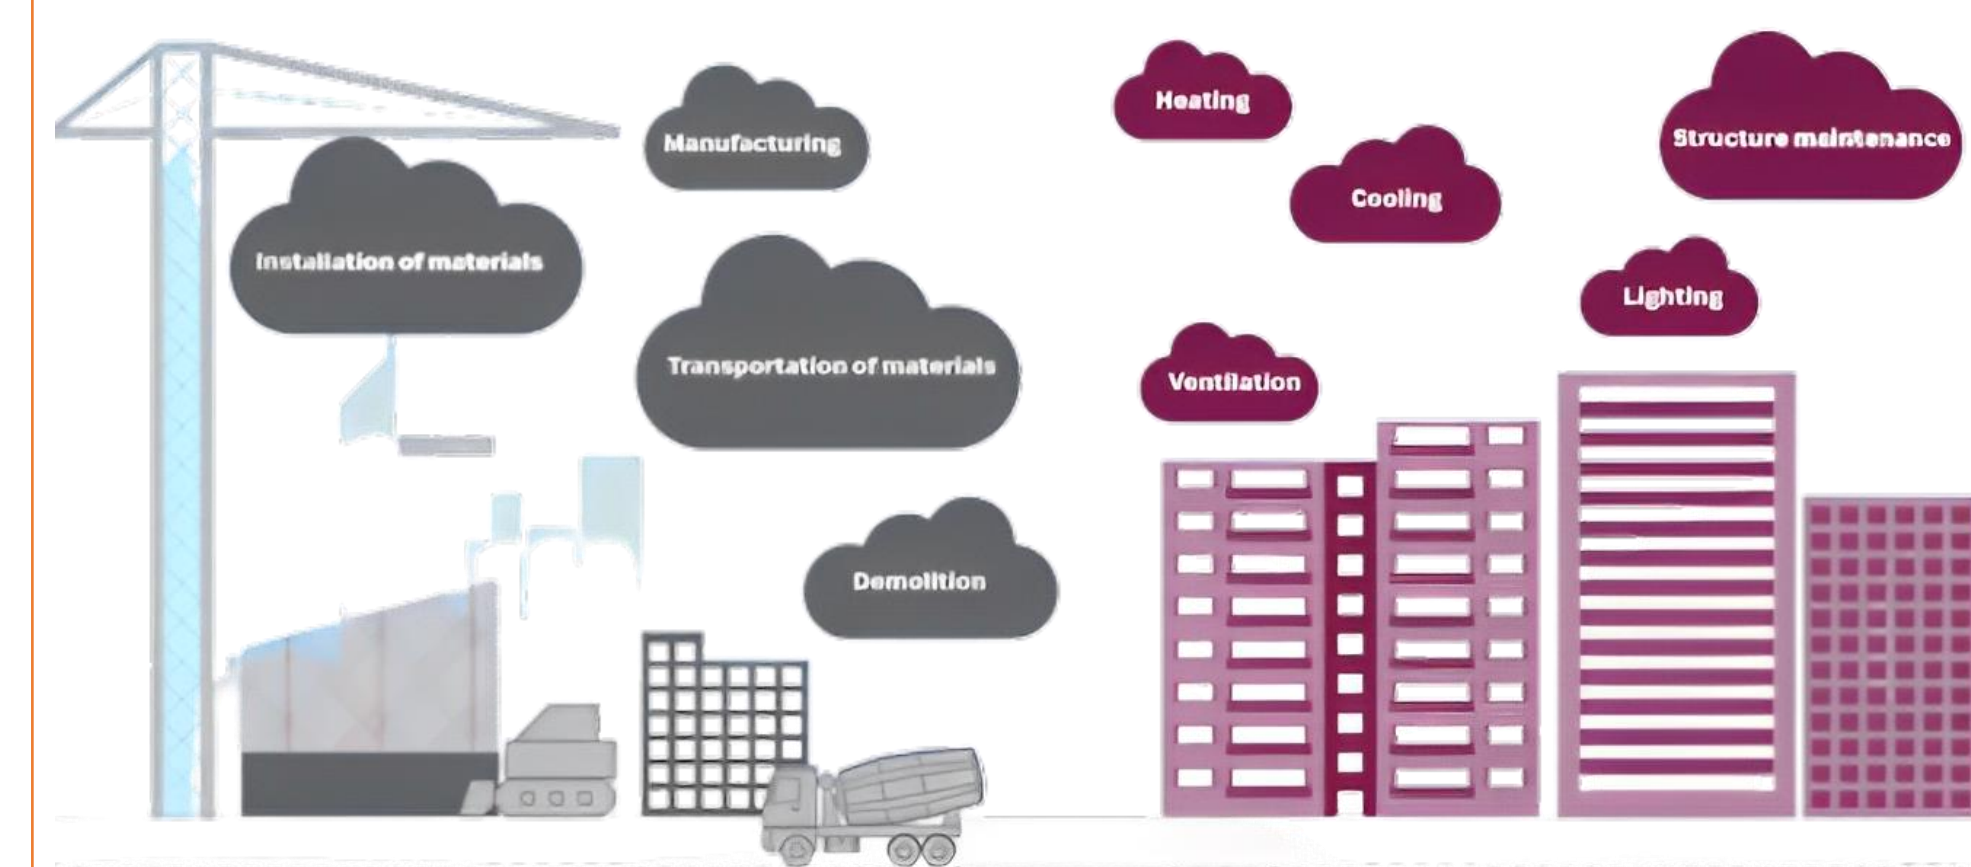 Manufacturing
Installation of materials
Transportation of materials
Demolition
Heating
Structure maintenance
Cooling
Lighting
Ventilation